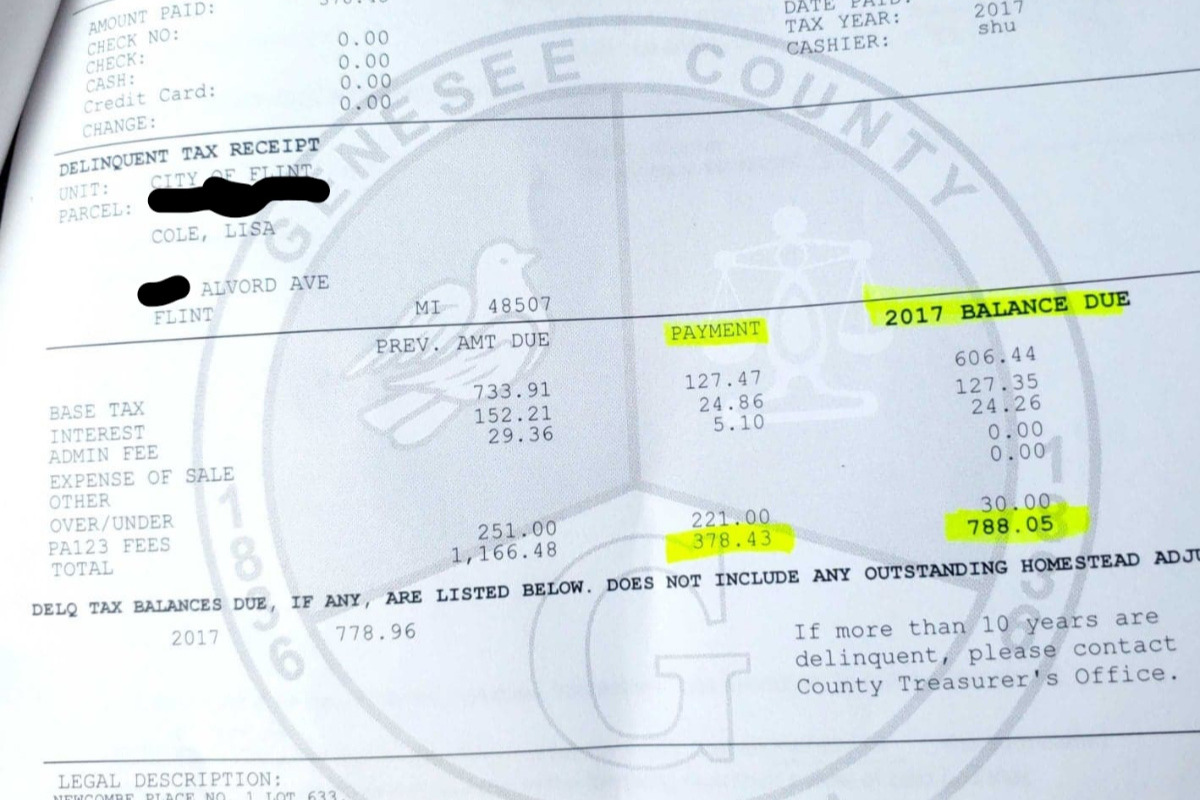 AMOUNT PAID:
CHECK NO:
CHECK: 0.00
CASH: 0.00
Credit Card: 0.00
CHANGE: 0.00
DATE PAID:
TAX YEAR: 2017
CASHIER: shu
DELINQUENT TAX RECEIPT
UNIT: CITY OF FLINT
PARCEL:
COLE, LISA
ALVORD AVE
FLINT MI 48507
PREV. AMT DUE PAYMENT 2017 BALANCE DUE
BASE TAX 733.91 127.47 606.44
INTEREST 152.21 24.86 127.35
ADMIN FEE 29.36 5.10 24.26
EXPENSE OF SALE 0.00
OTHER 0.00
OVER/UNDER
PA123 FEES 251.00 221.00 30.00
TOTAL 1,166.48 378.43 788.05
DELQ TAX BALANCES DUE, IF ANY, ARE LISTED BELOW. DOES NOT INCLUDE ANY OUTSTANDING HOMESTEAD ADJU
2017 778.96
If more than 10 years are
delinquent, please contact
County Treasurer's Office.
LEGAL DESCRIPTION:
NEWCOMBE PLACE NO. 1 LOT 633.
GENESEE COUNTY
G